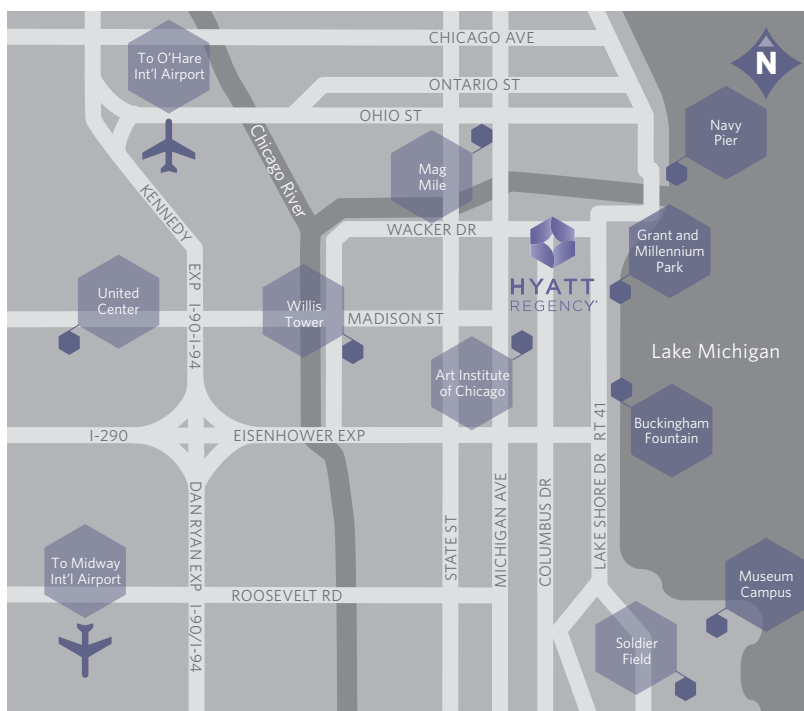 CHICAGO AVE
To O'Hare
Int'l Airport
N
ONTARIO ST
OHIO ST
Navy
Pier
Chicago River
Mag
Mile
KENNEDY
EXP I-90-I-94
WACKER DR
Grant and
Millennium
Park
HYATT
REGENCY®
United
Center
Willis
Tower
MADISON ST
Lake Michigan
Art Institute
of Chicago
Buckingham
Fountain
I-290
EISENHOWER EXP
LAKE SHORE DR RT 41
DAN RYAN EXP I-90/I-94
STATE ST
MICHIGAN AVE
COLUMBUS DR
To Midway
Int'l Airport
ROOSEVELT RD
Museum
Campus
Soldier
Field